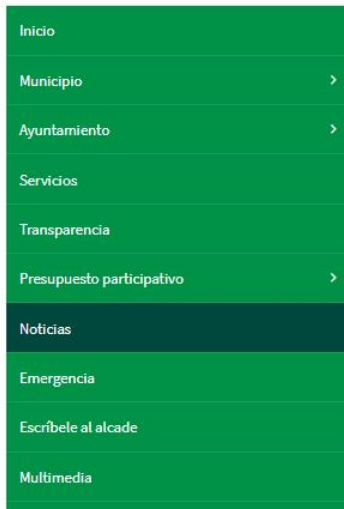 Inicio
Municipio
Ayuntamiento
Servicios
Transparencia
Presupuesto participativo
Noticias
Emergencia
Escríbele al alcade
Multimedia